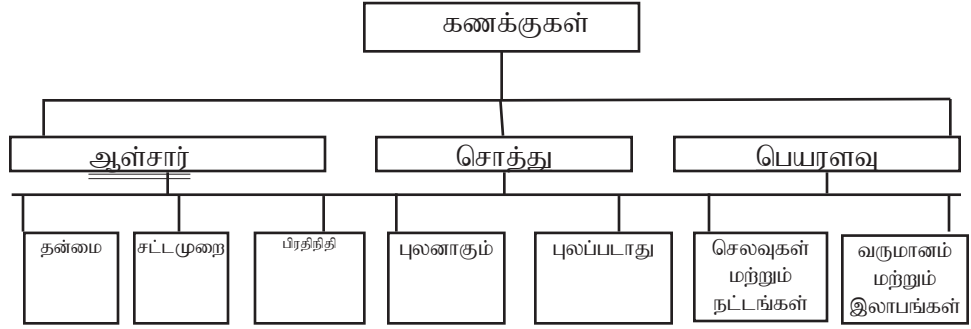 கணக்குகள்
ஆள்சார்
சொத்து
பெயரளவு
தன்மை
சட்டமுறை
பிரதிநிதி
புலனாகும்
புலப்படாது
செலவுகள்
மற்றும்
நட்டங்கள்
வருமானம்
மற்றும்
இலாபங்கள்